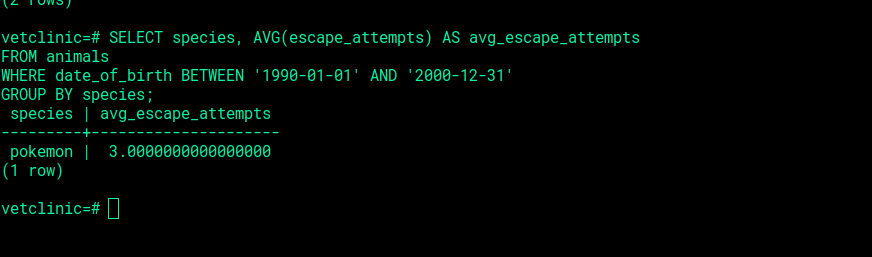 (2 rows)
vetclinic=# SELECT species, AVG(escape_attempts) AS avg_escape_attempts
FROM animals
WHERE date_of_birth BETWEEN '1990-01-01' AND '2000-12-31'
GROUP BY species;
 species | avg_escape_attempts
---------+---------------------
 pokemon |  3.0000000000000000
(1 row)
vetclinic=#